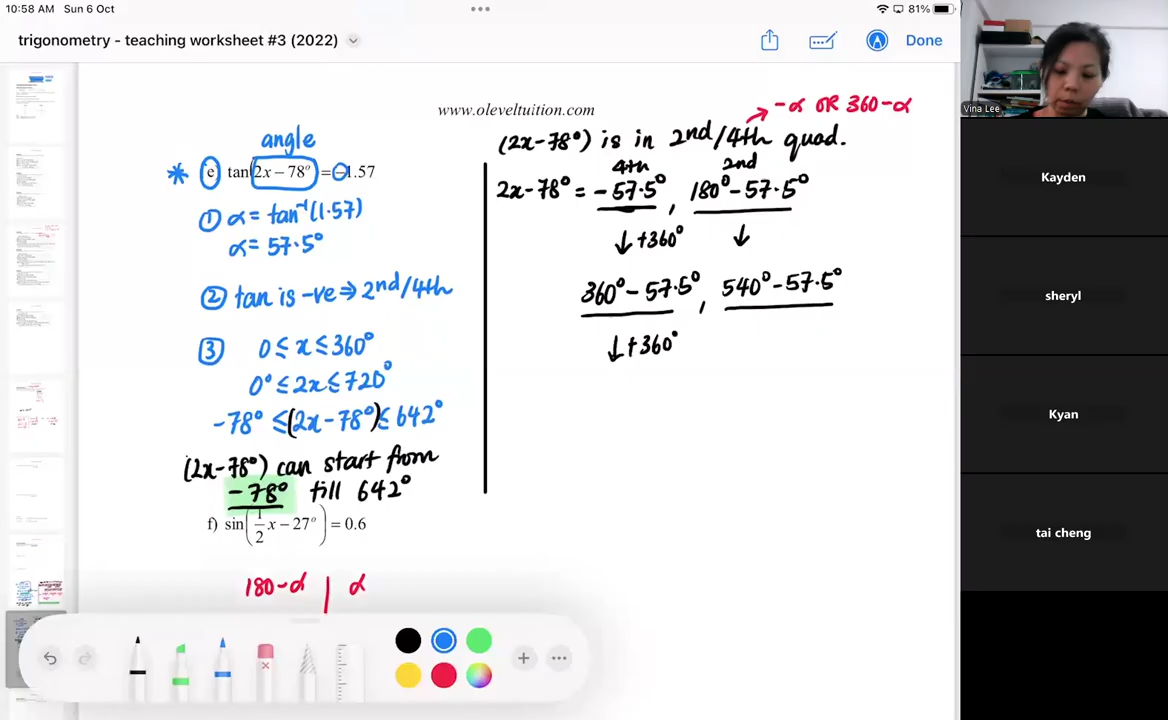 10:58 AM Sun 6 Oct
81%
trigonometry - teaching worksheet #3 (2022)
Done
www.oleveltuition.com
angle
* e) tan(2x − 78°) = −1.57
① α = tan⁻¹(1.57)
α = 57.5°
② tan is -ve ⇒ 2nd/4th
③ 0 ≤ x ≤ 360°
0° ≤ 2x ≤ 720°
-78° ≤ (2x - 78°) ≤ 642°
(2x-78°) can start from
-78° till 642°
f) sin(1/2 x − 27°) = 0.6
180-α | α
→ -α OR 360-α
(2x-78°) is in 2nd/4th quad.
4th 2nd
2x-78° = -57.5°, 180°-57.5°
↓+360° ↓
360°-57.5°, 540°-57.5°
↓+360°
Vina Lee
Kayden
sheryl
Kyan
tai cheng